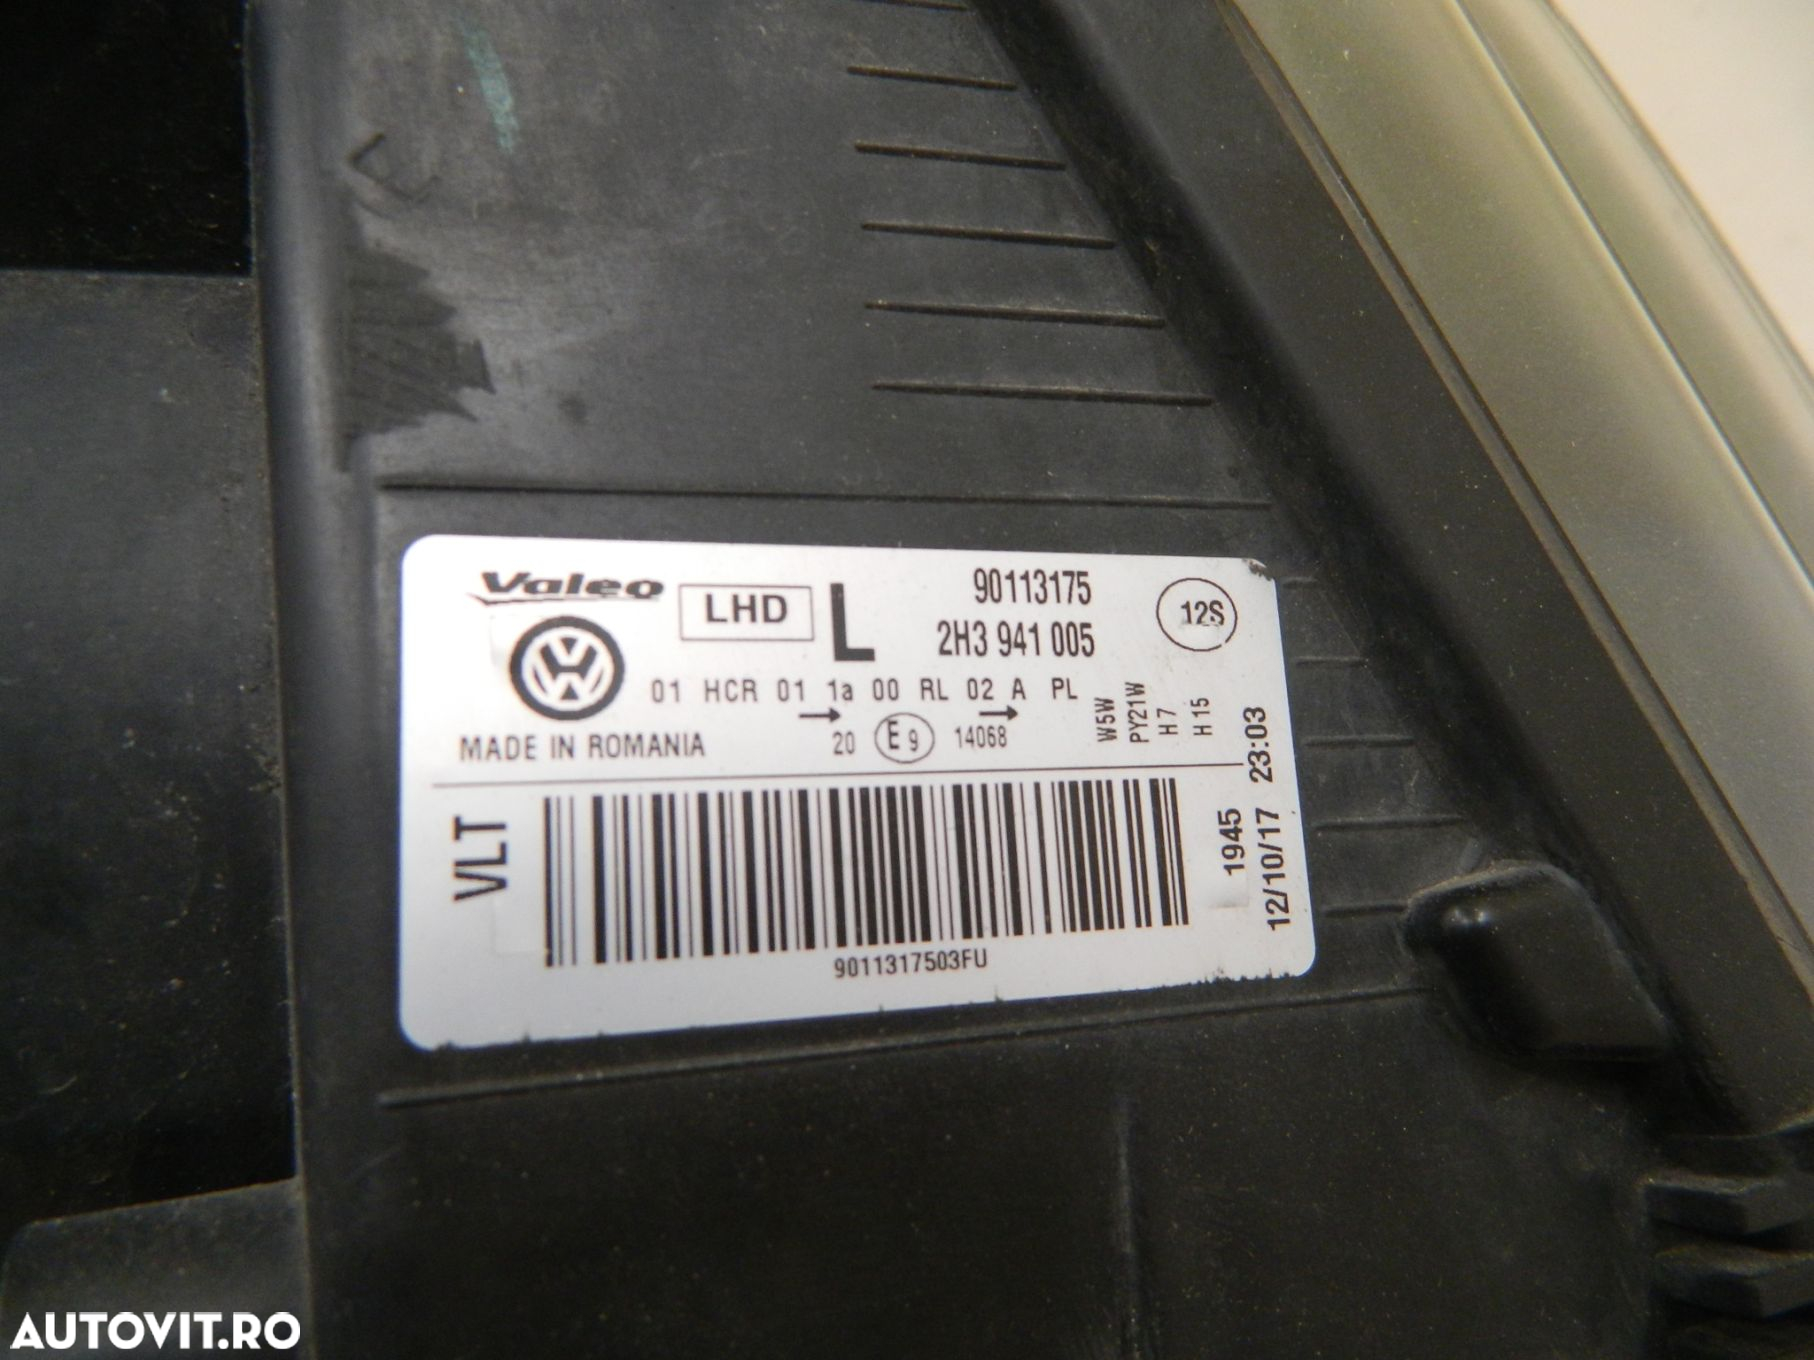 Valeo LHD L 90113175 12S
2H3 941 005
01 HCR 01 1a 00 RL 02 A PL
MADE IN ROMANIA 20 E9 14068
W5W
PY21W
H7
H15
VLT
1945
12/10/17 23:03
9011317503FU
AUTOVIT.RO